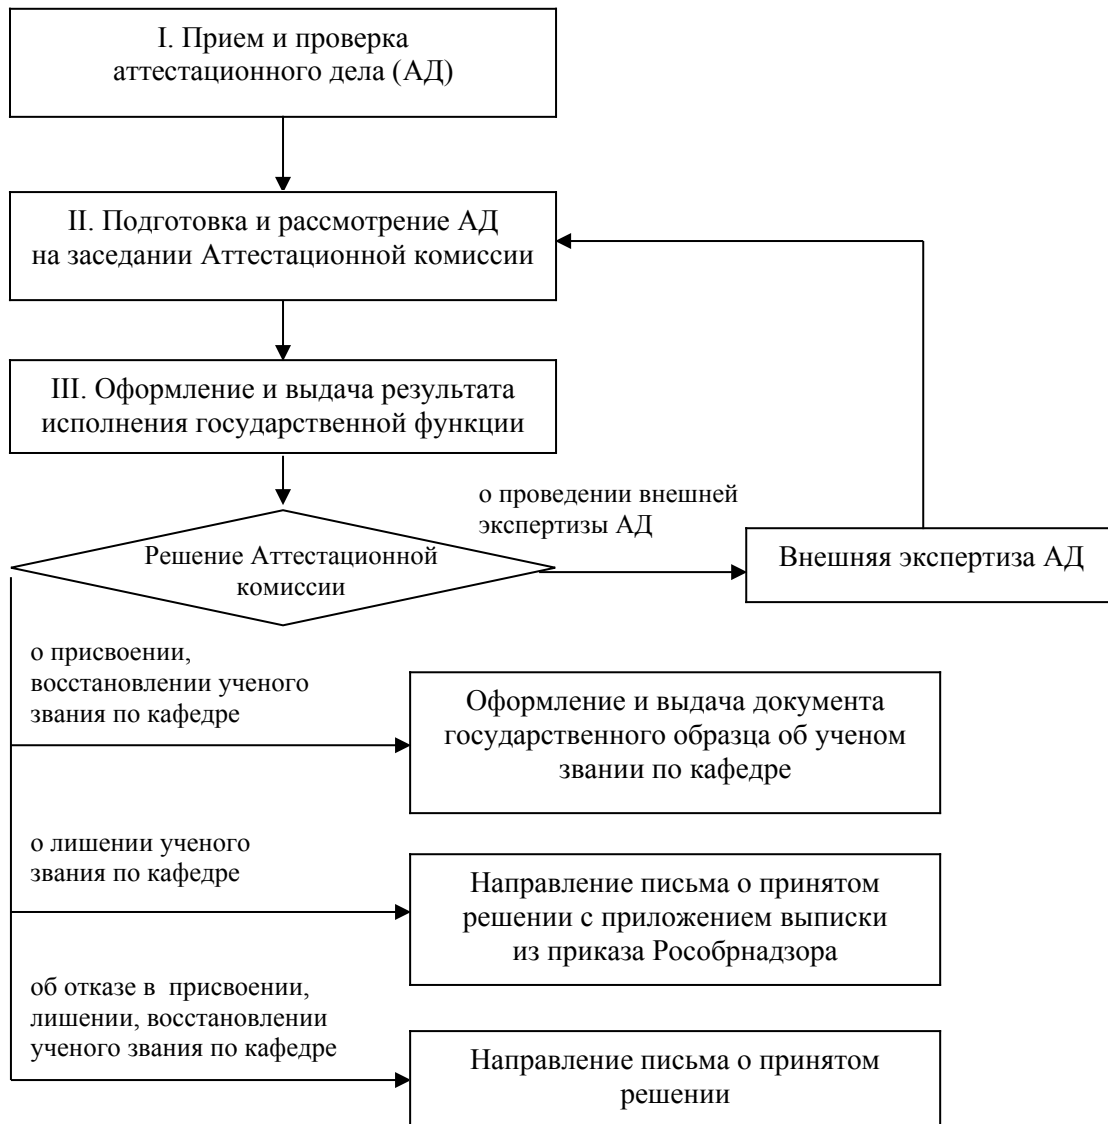 I. Прием и проверка
аттестационного дела (АД)
II. Подготовка и рассмотрение АД
на заседании Аттестационной комиссии
III. Оформление и выдача результата
исполнения государственной функции
о проведении внешней
экспертизы АД
Решение Аттестационной
комиссии
Внешняя экспертиза АД
о присвоении,
восстановлении ученого
звания по кафедре
Оформление и выдача документа
государственного образца об ученом
звании по кафедре
о лишении ученого
звания по кафедре
Направление письма о принятом
решении с приложением выписки
из приказа Рособрнадзора
об отказе в присвоении,
лишении, восстановлении
ученого звания по кафедре
Направление письма о принятом
решении